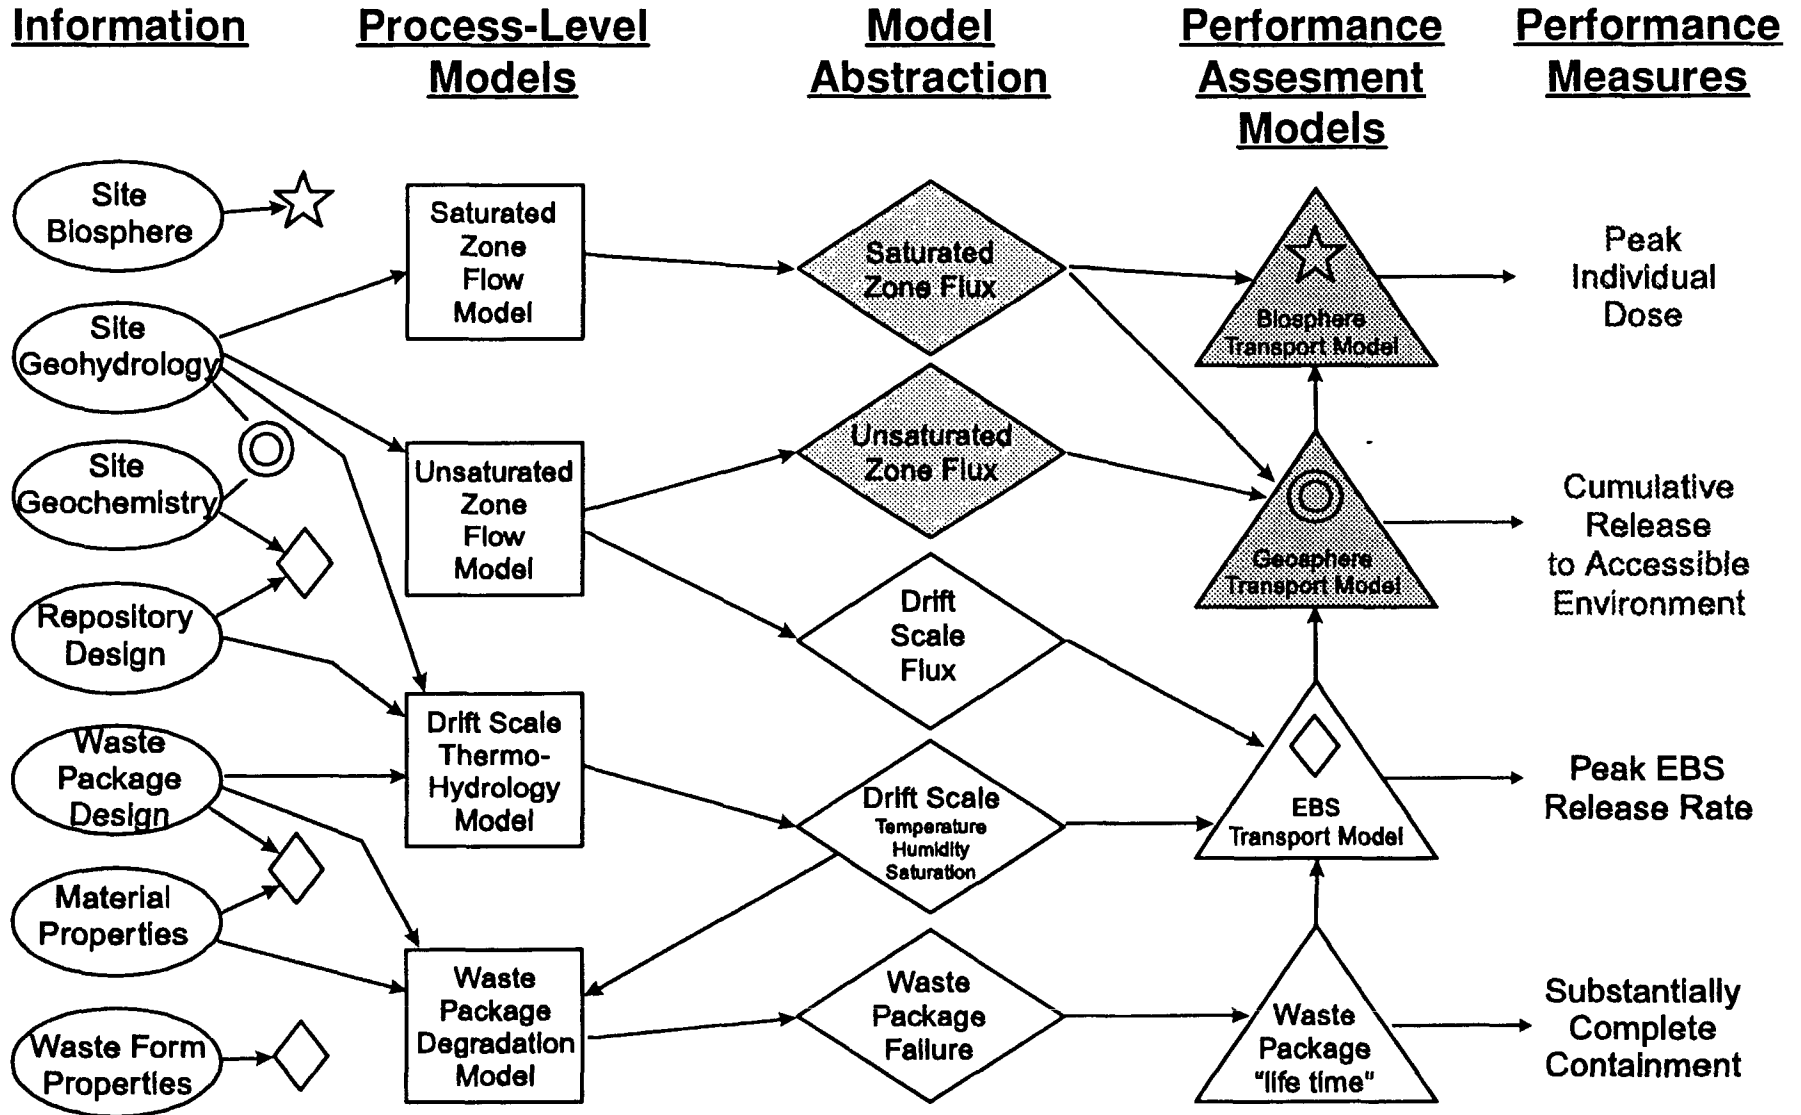 Information
Process-Level
Models
Model
Abstraction
Performance
Assesment
Models
Performance
Measures
Site
Biosphere
Site
Geohydrology
Site
Geochemistry
Repository
Design
Waste
Package
Design
Material
Properties
Waste Form
Properties
Saturated
Zone
Flow
Model
Unsaturated
Zone
Flow
Model
Drift Scale
Thermo-
Hydrology
Model
Waste
Package
Degradation
Model
Saturated
Zone Flux
Unsaturated
Zone Flux
Drift
Scale
Flux
Drift Scale
Temperature
Humidity
Saturation
Waste
Package
Failure
Biosphere
Transport Model
Geosphere
Transport Model
EBS
Transport Model
Waste
Package
"life time"
Peak
Individual
Dose
Cumulative
Release
to Accessible
Environment
Peak EBS
Release Rate
Substantially
Complete
Containment